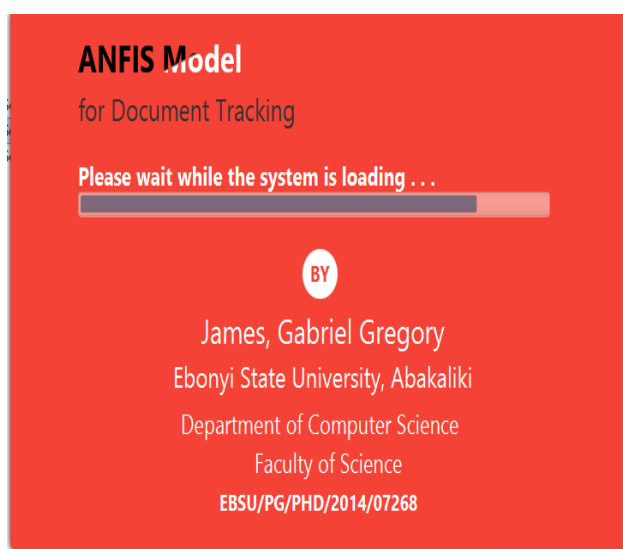 ANFIS Model
for Document Tracking
Please wait while the system is loading . . .
BY
James, Gabriel Gregory
Ebonyi State University, Abakaliki
Department of Computer Science
Faculty of Science
EBSU/PG/PHD/2014/07268